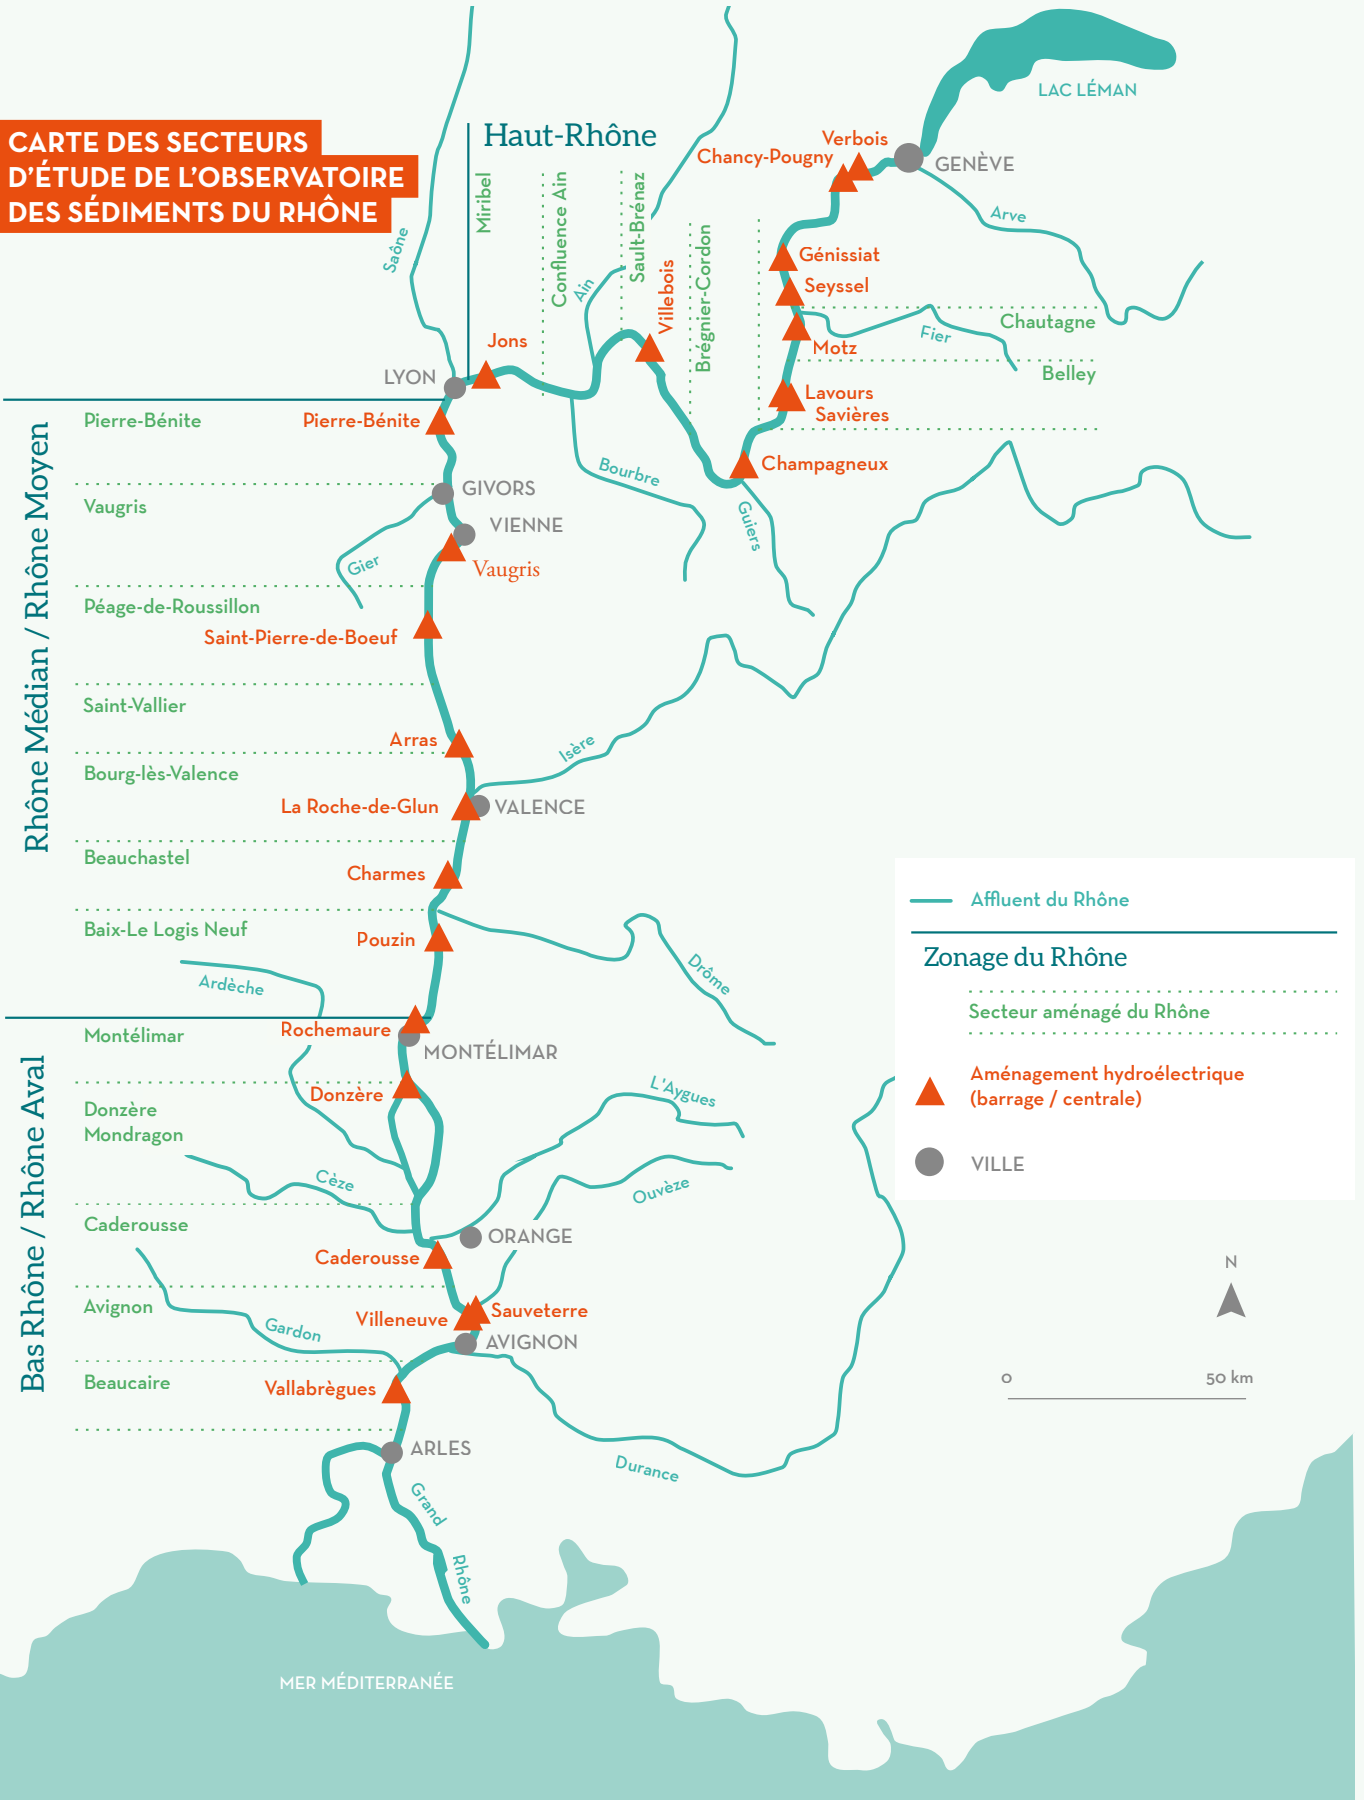 CARTE DES SECTEURS
D'ÉTUDE DE L'OBSERVATOIRE
DES SÉDIMENTS DU RHÔNE
Haut-Rhône
LAC LÉMAN
Verbois
Chancy-Pougny
GENÈVE
Arve
Miribel
Confluence Ain
Sault-Brénaz
Brégnier-Cordon
Saône
Ain
Villebois
Génissiat
Seyssel
Chautagne
Fier
Motz
Belley
Jons
LYON
Lavours
Savières
Champagneux
Bourbre
Guiers
Rhône Médian / Rhône Moyen
Pierre-Bénite
Pierre-Bénite
GIVORS
Vaugris
VIENNE
Gier
Vaugris
Péage-de-Roussillon
Saint-Pierre-de-Boeuf
Saint-Vallier
Arras
Isère
Bourg-lès-Valence
La Roche-de-Glun
VALENCE
Beauchastel
Charmes
Baix-Le Logis Neuf
Pouzin
Drôme
Ardèche
Bas Rhône / Rhône Aval
Montélimar
Rochemaure
MONTÉLIMAR
Donzère
L'Aygues
Donzère
Mondragon
Cèze
Ouvèze
Caderousse
ORANGE
Caderousse
Avignon
Villeneuve
Sauveterre
Gardon
AVIGNON
Beaucaire
Vallabrègues
ARLES
Durance
Grand
Rhône
MER MÉDITERRANÉE
Affluent du Rhône
Zonage du Rhône
Secteur aménagé du Rhône
Aménagement hydroélectrique
(barrage / centrale)
VILLE
N
0 50 km